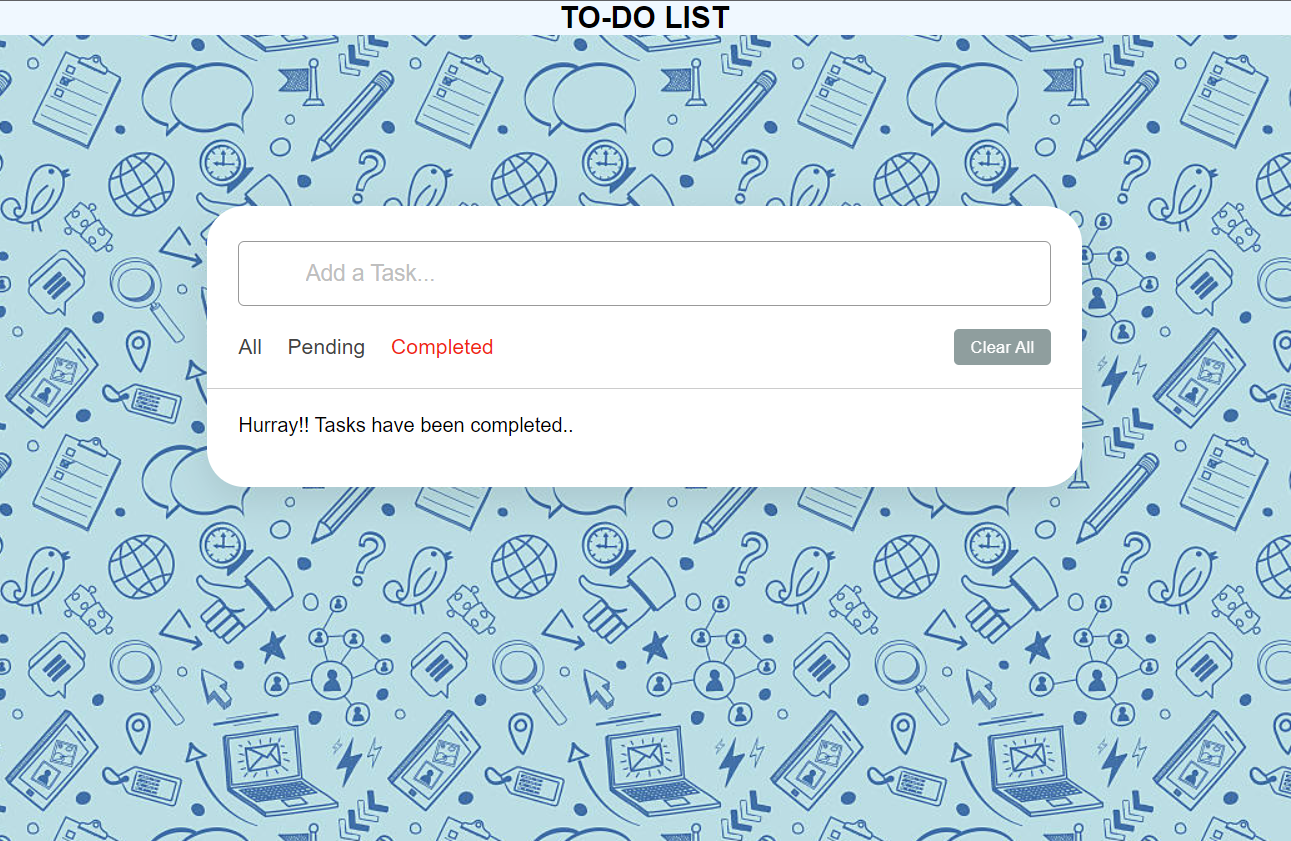 TO-DO LIST
Add a Task...
All Pending Completed Clear All
Hurray!! Tasks have been completed..